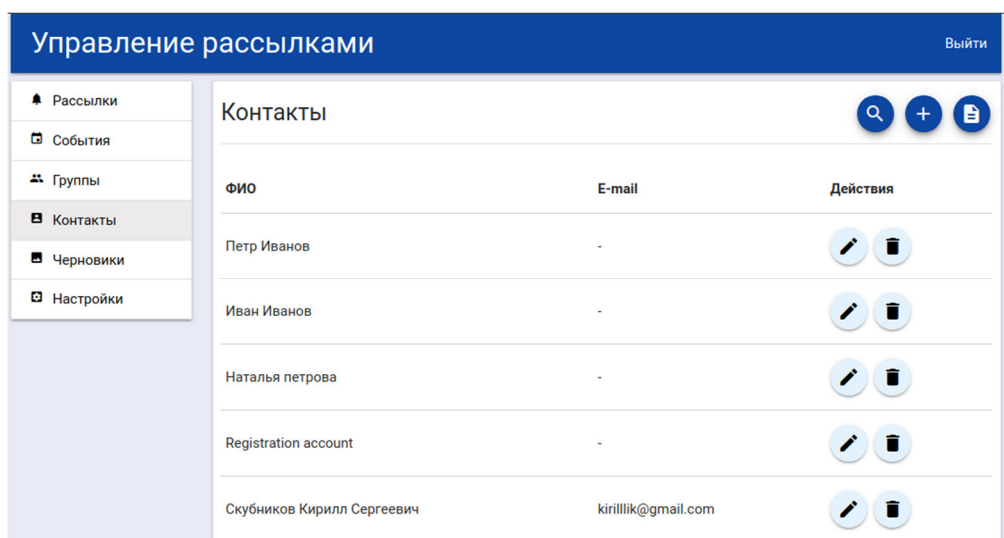 Управление рассылками
Выйти
Рассылки
События
Группы
Контакты
Черновики
Настройки
Контакты
ФИО E-mail Действия
Петр Иванов -
Иван Иванов -
Наталья петрова -
Registration account -
Скубников Кирилл Сергеевич kirilllik@gmail.com